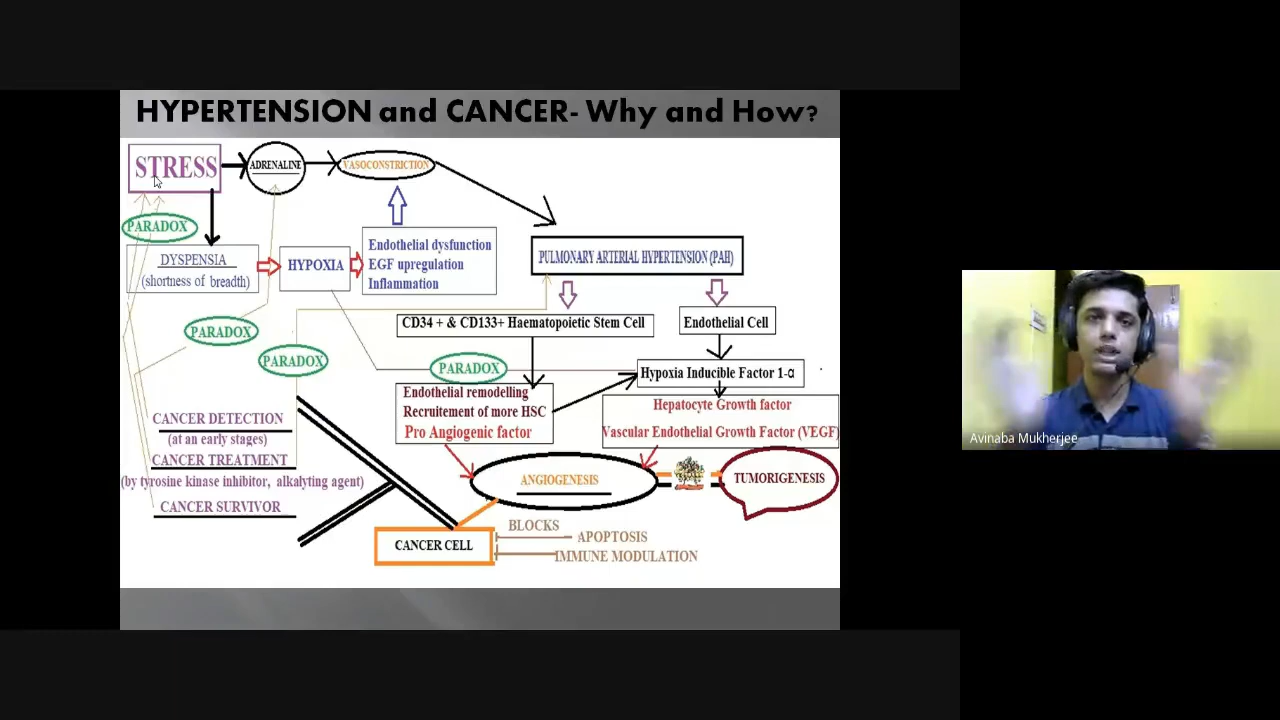 HYPERTENSION and CANCER- Why and How?
STRESS
ADRENALINE
VASOCONSTRICTION
PARADOX
DYSPENSIA
(shortness of breadth)
HYPOXIA
Endothelial dysfunction
EGF upregulation
Inflammation
PULMONARY ARTERIAL HYPERTENSION (PAH)
CD34 + & CD133+ Haematopoietic Stem Cell
Endothelial Cell
PARADOX
PARADOX
PARADOX
Hypoxia Inducible Factor 1-α
Endothelial remodelling
Recruitement of more HSC
Pro Angiogenic factor
Hepatocyte Growth factor
Vascular Endothelial Growth Factor (VEGF)
CANCER DETECTION
(at an early stages)
CANCER TREATMENT
(by tyrosine kinase inhibitor, alkalyting agent)
CANCER SURVIVOR
ANGIOGENESIS
TUMORIGENESIS
CANCER CELL
BLOCKS
APOPTOSIS
IMMUNE MODULATION
Avinaba Mukherjee